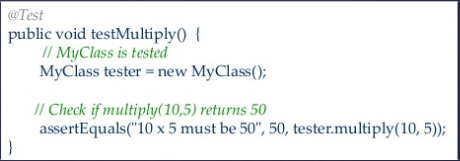 @Test
public void testMultiply() {
// MyClass is tested
MyClass tester = new MyClass();
// Check if multiply(10,5) returns 50
assertEquals("10 x 5 must be 50", 50, tester.multiply(10, 5));
}